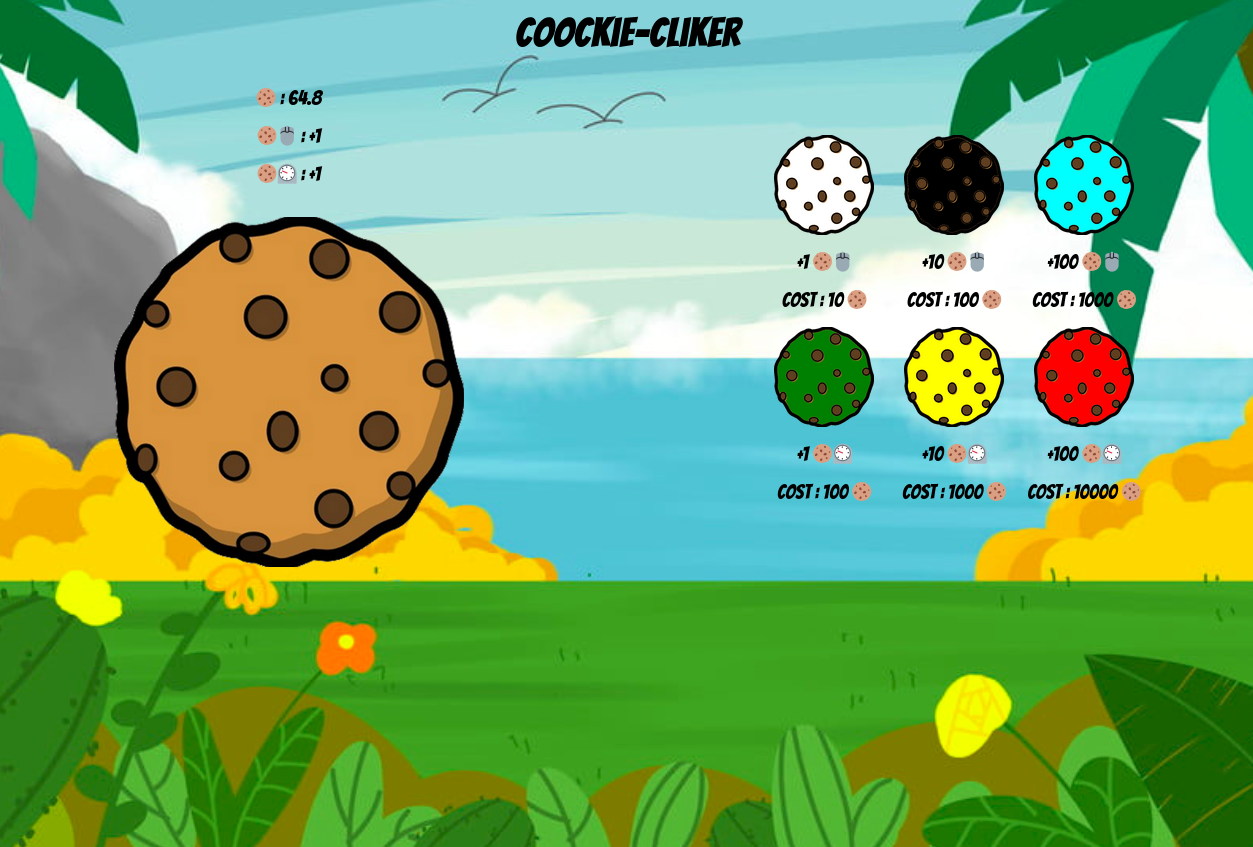 COOCKIE-CLIKER
: 64.8
: +1
: +1
+1
+10
+100
COST : 10
COST : 100
COST : 1000
+1
+10
+100
COST : 100
COST : 1000
COST : 10000